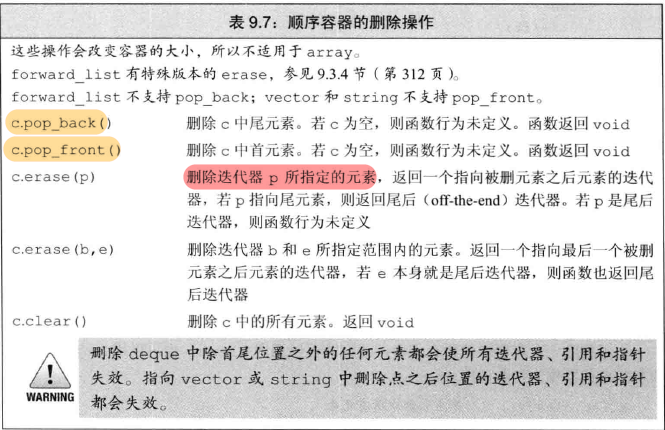 表 9.7：顺序容器的删除操作
这些操作会改变容器的大小，所以不适用于 array。
forward_list 有特殊版本的 erase，参见 9.3.4 节（第 312 页）。
forward_list 不支持 pop_back；vector 和 string 不支持 pop_front。
c.pop_back() 删除 c 中尾元素。若 c 为空，则函数行为未定义。函数返回 void
c.pop_front() 删除 c 中首元素。若 c 为空，则函数行为未定义。函数返回 void
c.erase(p) 删除迭代器 p 所指定的元素，返回一个指向被删元素之后元素的迭代
器，若 p 指向尾元素，则返回尾后（off-the-end）迭代器。若 p 是尾后
迭代器，则函数行为未定义
c.erase(b,e) 删除迭代器 b 和 e 所指定范围内的元素。返回一个指向最后一个被删
元素之后元素的迭代器，若 e 本身就是尾后迭代器，则函数也返回尾
后迭代器
c.clear() 删除 c 中的所有元素。返回 void
删除 deque 中除首尾位置之外的任何元素都会使所有迭代器、引用和指针
失效。指向 vector 或 string 中删除点之后位置的迭代器、引用和指针
都会失效。
WARNING